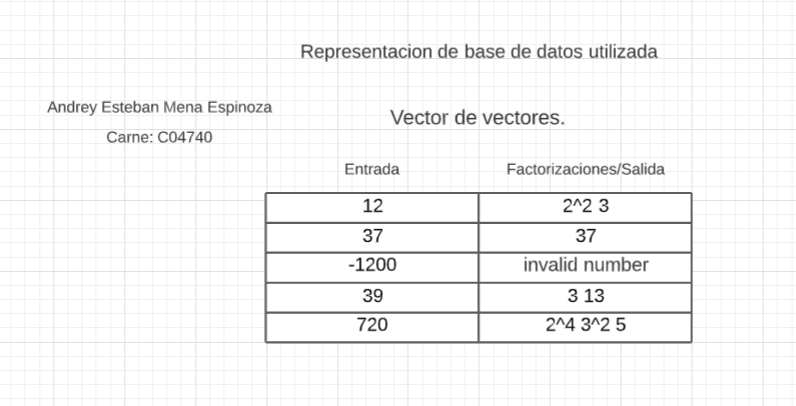 Representacion de base de datos utilizada
Andrey Esteban Mena Espinoza
Carne: C04740
Vector de vectores.
Entrada Factorizaciones/Salida
12 2^2 3
37 37
-1200 invalid number
39 3 13
720 2^4 3^2 5